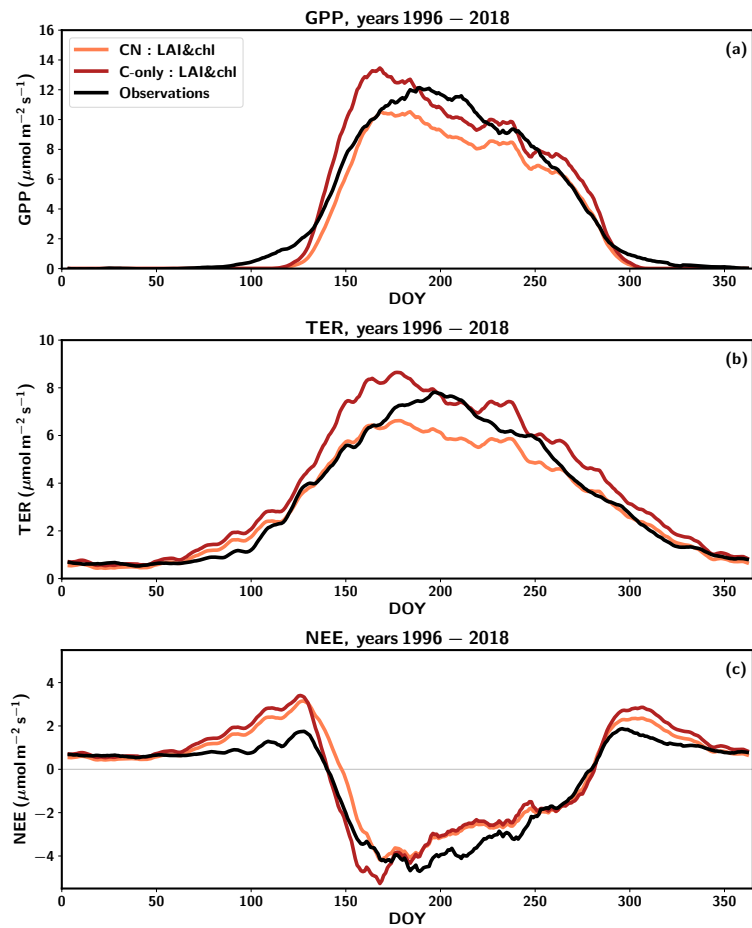 GPP, years 1996 − 2018
(a)
CN : LAI&chl
C-only : LAI&chl
Observations
GPP (μmol m⁻² s⁻¹)
16
14
12
10
8
6
4
2
0
0 50 100 150 200 250 300 350
DOY
TER, years 1996 − 2018
(b)
TER (μmol m⁻² s⁻¹)
10
8
6
4
2
0
0 50 100 150 200 250 300 350
DOY
NEE, years 1996 − 2018
(c)
NEE (μmol m⁻² s⁻¹)
4
2
0
−2
−4
0 50 100 150 200 250 300 350
DOY